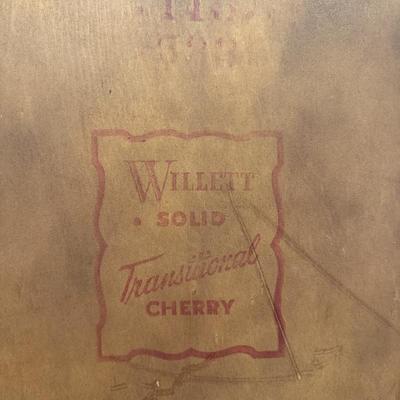 WILLETT
SOLID
Transitional
CHERRY